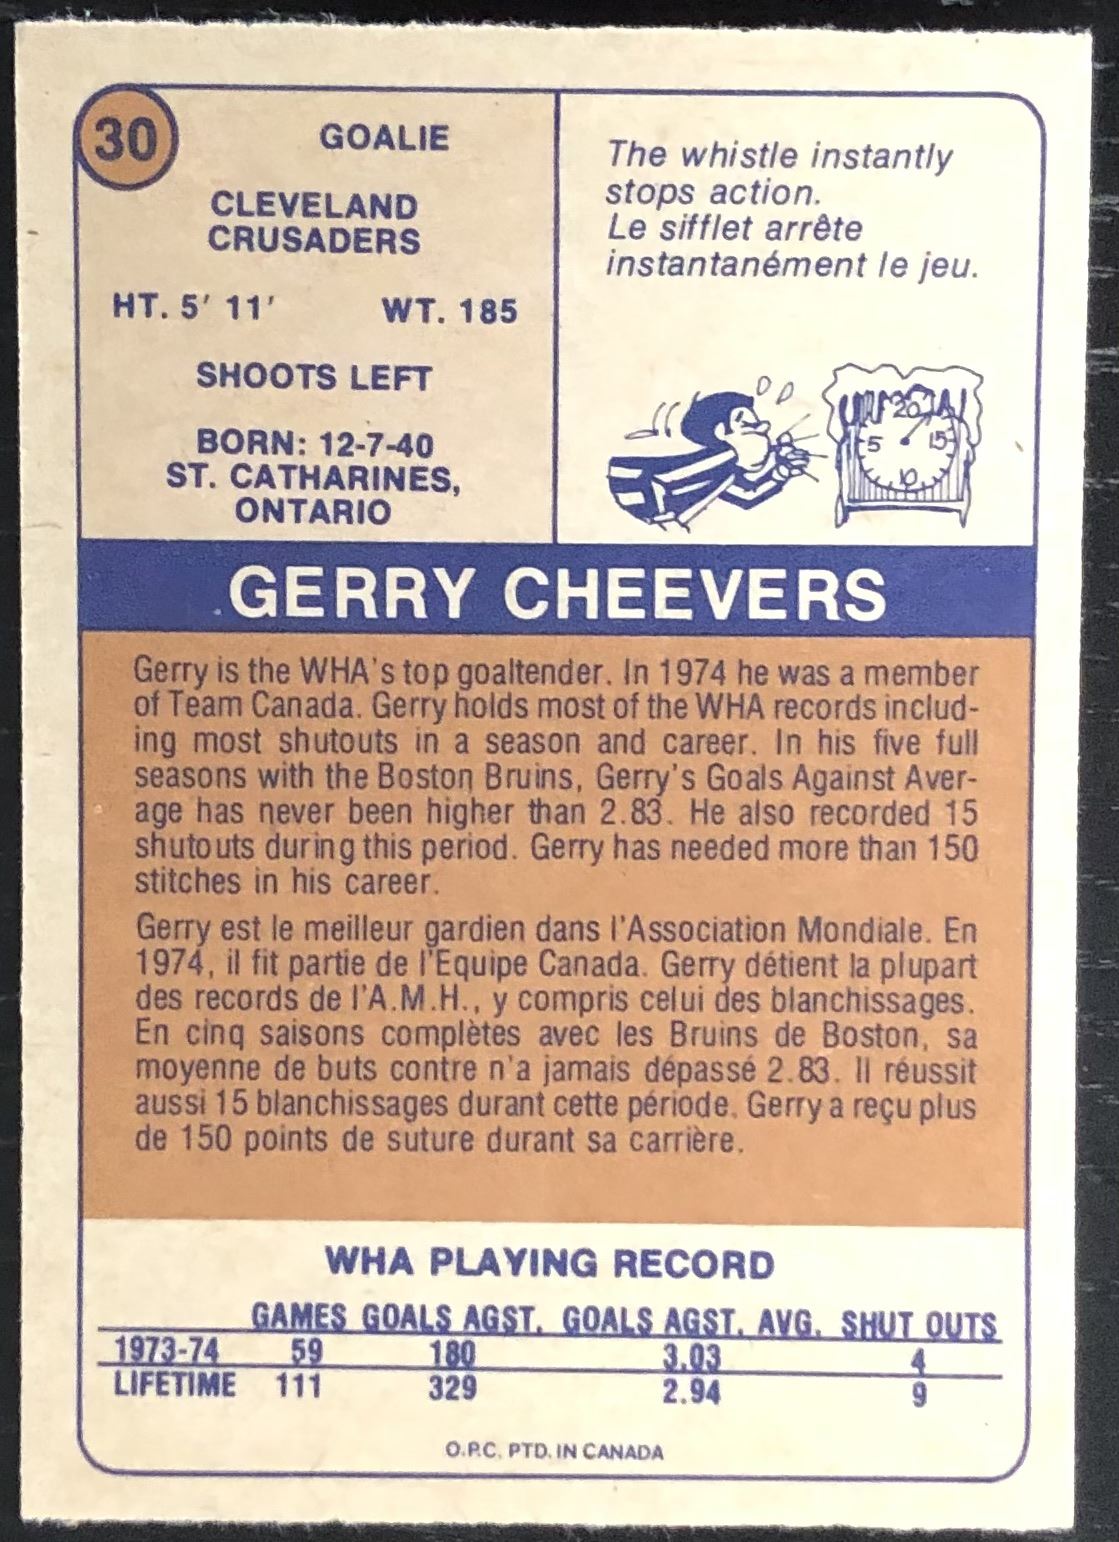 30
GOALIE
CLEVELAND
CRUSADERS
HT. 5' 11' WT. 185
SHOOTS LEFT
BORN: 12-7-40
ST. CATHARINES,
ONTARIO
The whistle instantly
stops action.
Le sifflet arrête
instantanément le jeu.
20
5 15
10
GERRY CHEEVERS
Gerry is the WHA's top goaltender. In 1974 he was a member
of Team Canada. Gerry holds most of the WHA records includ-
ing most shutouts in a season and career. In his five full
seasons with the Boston Bruins, Gerry's Goals Against Aver-
age has never been higher than 2.83. He also recorded 15
shutouts during this period. Gerry has needed more than 150
stitches in his career.
Gerry est le meilleur gardien dans l'Association Mondiale. En
1974, il fit partie de l'Equipe Canada. Gerry détient la plupart
des records de l'A.M.H., y compris celui des blanchissages.
En cinq saisons complètes avec les Bruins de Boston, sa
moyenne de buts contre n'a jamais dépassé 2.83. Il réussit
aussi 15 blanchissages durant cette période. Gerry a reçu plus
de 150 points de suture durant sa carrière.
WHA PLAYING RECORD
GAMES GOALS AGST. GOALS AGST. AVG. SHUT OUTS
1973-74 59 180 3.03 4
LIFETIME 111 329 2.94 9
O.P.C. PTD. IN CANADA